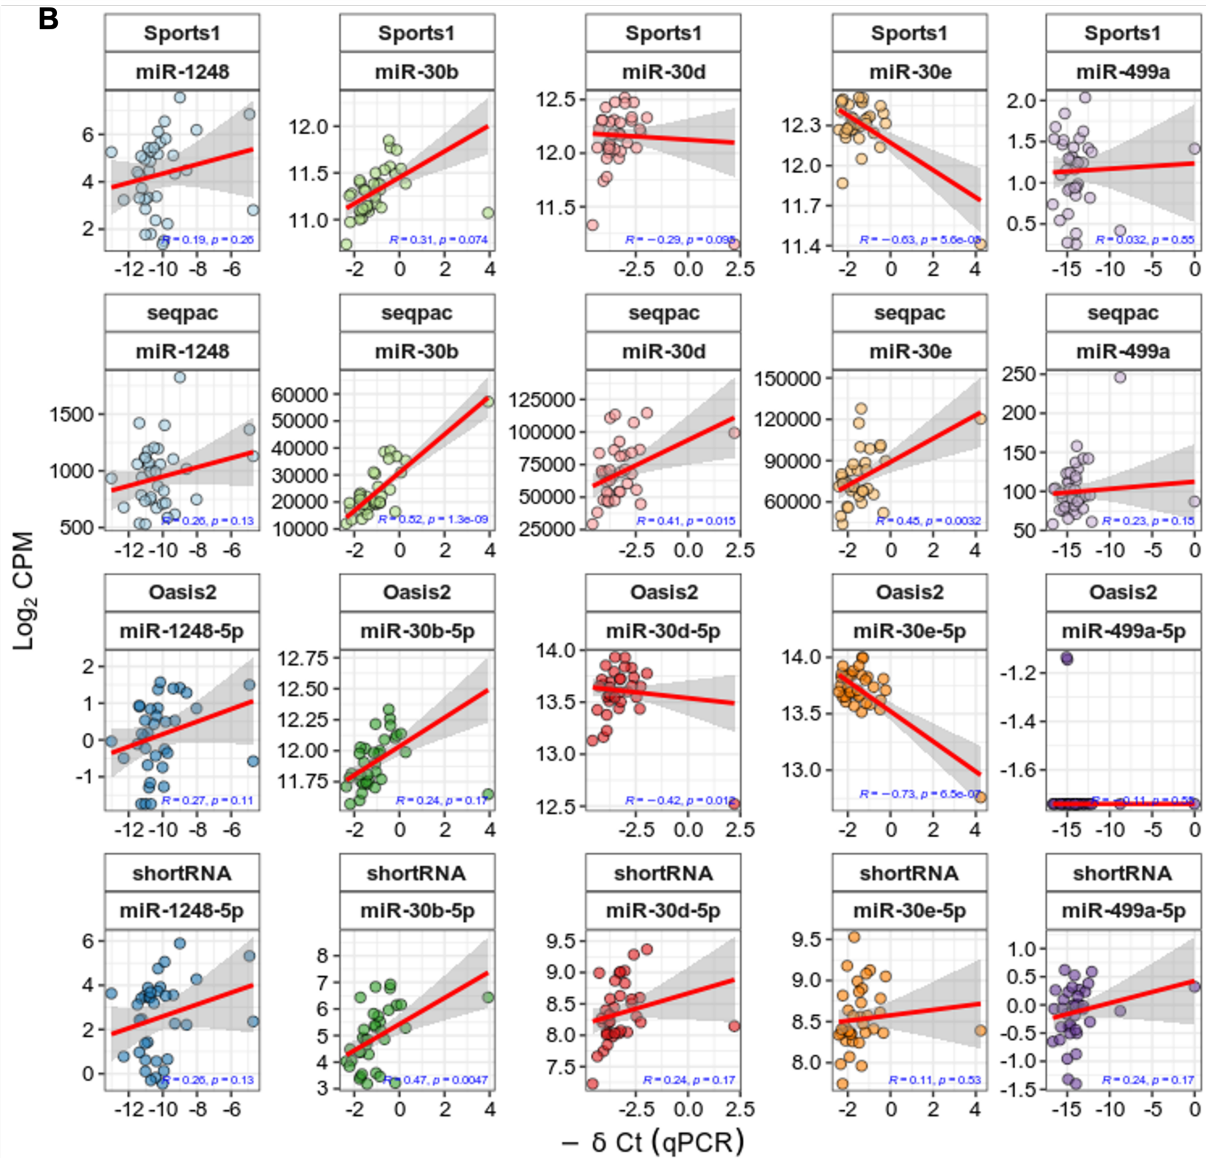 B
Sports1 Sports1 Sports1 Sports1 Sports1
miR-1248 miR-30b miR-30d miR-30e miR-499a
6 4 2 12.0 11.5 11.0 12.5 12.0 11.5 12.3 12.0 11.7 11.4 2.0 1.5 1.0 0.5
R = 0.19, p = 0.26 R = 0.31, p = 0.074 R = −0.29, p = 0.095 R = −0.63, p = 5.6e-05 R = 0.032, p = 0.55
-12 -10 -8 -6 -2 0 2 4 -2.5 0.0 2.5 -2 0 2 4 -15 -10 -5 0
seqpac seqpac seqpac seqpac seqpac
miR-1248 miR-30b miR-30d miR-30e miR-499a
1500 1000 500 60000 50000 40000 30000 20000 10000 125000 100000 75000 50000 25000 150000 120000 90000 60000 250 200 150 100 50
R = 0.26, p = 0.13 R = 0.52, p = 1.3e-09 R = 0.41, p = 0.015 R = 0.45, p = 0.0032 R = 0.23, p = 0.15
-12 -10 -8 -6 -2 0 2 4 -2.5 0.0 2.5 -2 0 2 4 -15 -10 -5 0
Log2 CPM
Oasis2 Oasis2 Oasis2 Oasis2 Oasis2
miR-1248-5p miR-30b-5p miR-30d-5p miR-30e-5p miR-499a-5p
2 1 0 -1 12.75 12.50 12.25 12.00 11.75 14.0 13.5 13.0 12.5 14.0 13.5 13.0 -1.2 -1.4 -1.6
R = 0.27, p = 0.11 R = 0.24, p = 0.17 R = −0.42, p = 0.012 R = −0.73, p = 6.5e-07
-12 -10 -8 -6 -2 0 2 4 -2.5 0.0 2.5 -2 0 2 4 -15 -10 -5 0
shortRNA shortRNA shortRNA shortRNA shortRNA
miR-1248-5p miR-30b-5p miR-30d-5p miR-30e-5p miR-499a-5p
6 4 2 0 8 7 6 5 4 3 9.5 9.0 8.5 8.0 7.5 9.5 9.0 8.5 8.0 1.0 0.5 0.0 -0.5 -1.0 -1.5
R = 0.26, p = 0.13 R = 0.47, p = 0.0047 R = 0.24, p = 0.17 R = 0.11, p = 0.53 R = 0.24, p = 0.17
-12 -10 -8 -6 -2 0 2 4 -2.5 0.0 2.5 -2 0 2 4 -15 -10 -5 0
− δ Ct (qPCR)